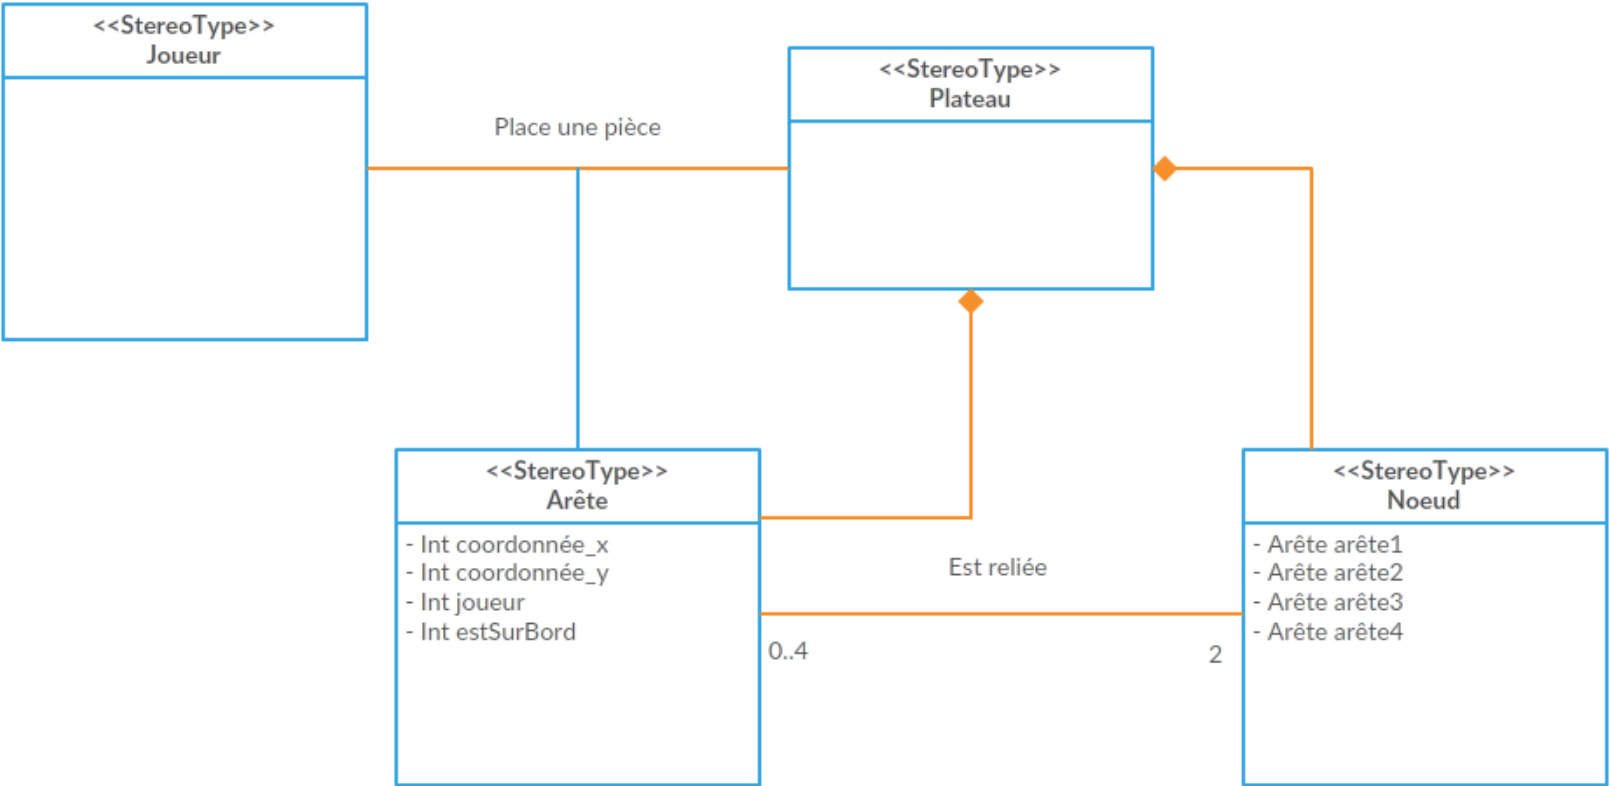 <<StereoType>>
Joueur
<<StereoType>>
Plateau
Place une pièce
<<StereoType>>
Arête
- Int coordonnée_x
- Int coordonnée_y
- Int joueur
- Int estSurBord
Est reliée
0..4
2
<<StereoType>>
Noeud
- Arête arête1
- Arête arête2
- Arête arête3
- Arête arête4